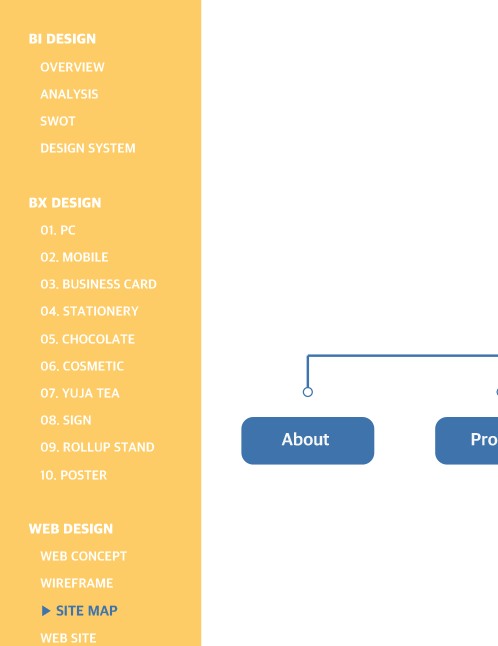 BI DESIGN
OVERVIEW
ANALYSIS
SWOT
DESIGN SYSTEM
BX DESIGN
01. PC
02. MOBILE
03. BUSINESS CARD
04. STATIONERY
05. CHOCOLATE
06. COSMETIC
07. YUJA TEA
08. SIGN
09. ROLLUP STAND
10. POSTER
WEB DESIGN
WEB CONCEPT
WIREFRAME
▶ SITE MAP
WEB SITE
About
Pro